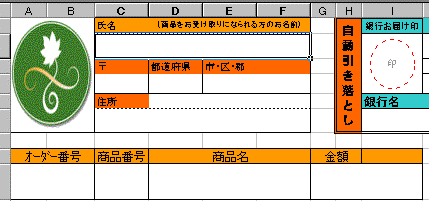 A B C D E F G H I
氏名 (商品をお受け取りになられる方のお名前)
自動引き落とし
銀行お届け印
印
〒 都道府県 市・区・郡
住所
銀行名
オーダー番号 商品番号 商品名 金額